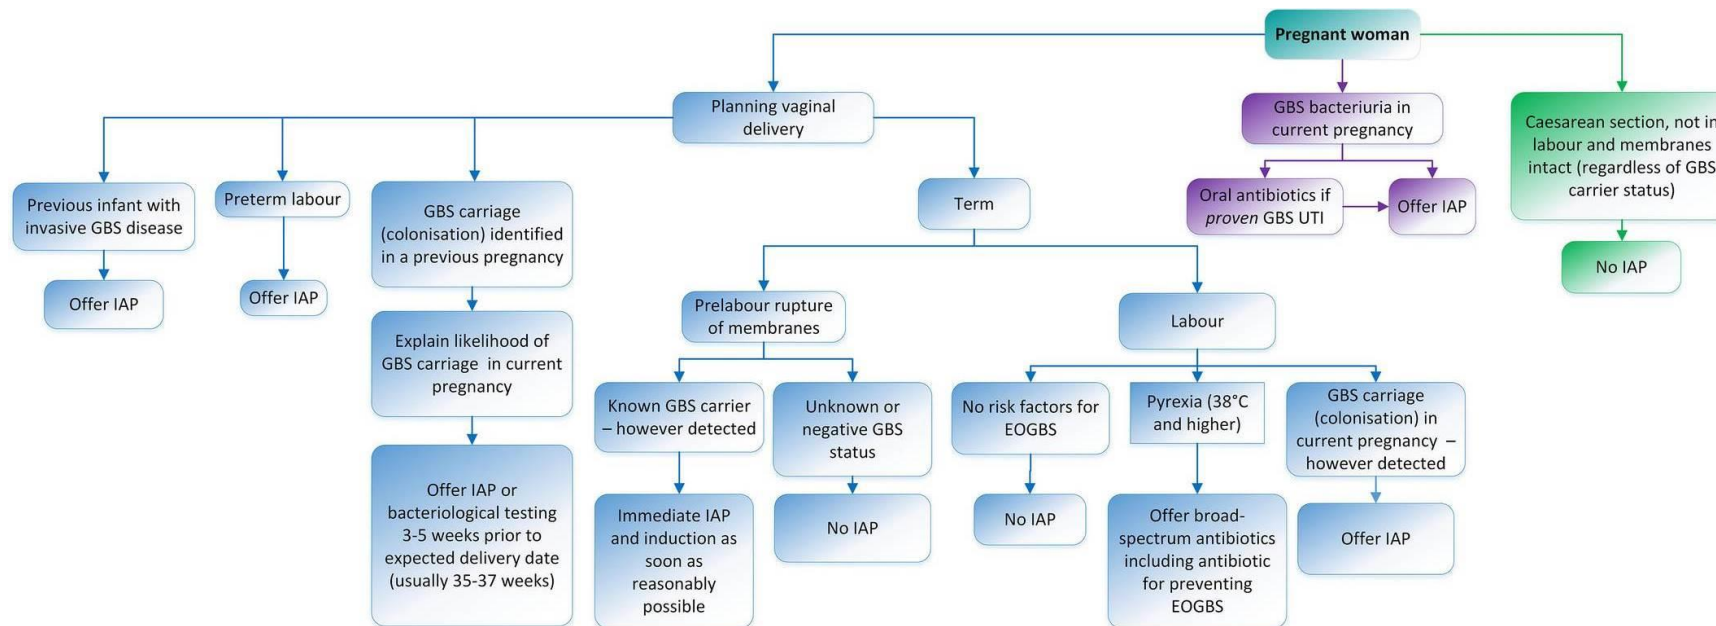 Pregnant woman
Planning vaginal
delivery
GBS bacteriuria in
current pregnancy
Caesarean section, not in
labour and membranes
intact (regardless of GBS
carrier status)
Previous infant with
invasive GBS disease
Preterm labour
GBS carriage
(colonisation) identified
in a previous pregnancy
Term
Oral antibiotics if
proven GBS UTI
Offer IAP
No IAP
Offer IAP
Offer IAP
Explain likelihood of
GBS carriage in current
pregnancy
Prelabour rupture
of membranes
Labour
Known GBS carrier
– however detected
Unknown or
negative GBS
status
No risk factors for
EOGBS
Pyrexia (38°C
and higher)
GBS carriage
(colonisation) in
current pregnancy –
however detected
Offer IAP or
bacteriological testing
3-5 weeks prior to
expected delivery date
(usually 35-37 weeks)
Immediate IAP
and induction as
soon as
reasonably
possible
No IAP
No IAP
Offer broad-
spectrum antibiotics
including antibiotic
for preventing
EOGBS
Offer IAP